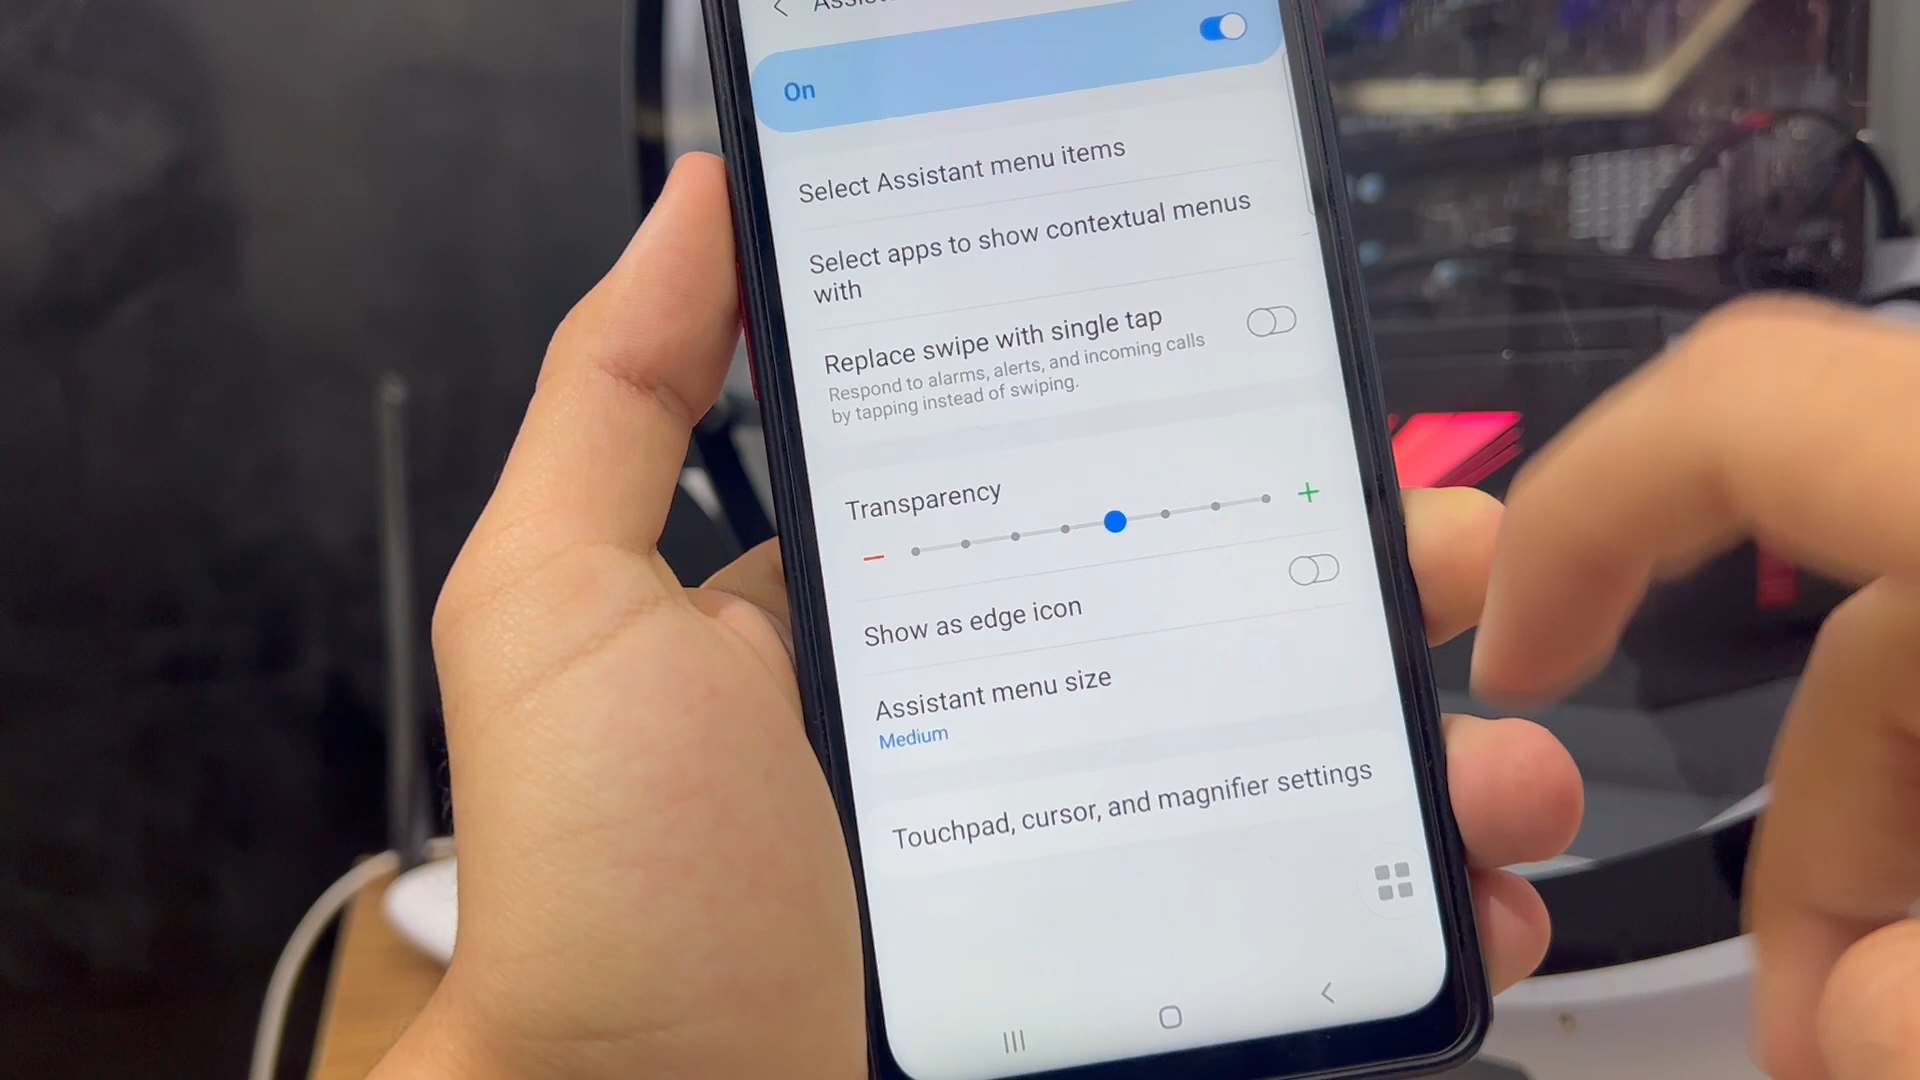 On
Select Assistant menu items
Select apps to show contextual menus
with
Replace swipe with single tap
Respond to alarms, alerts, and incoming calls
by tapping instead of swiping.
Transparency
Show as edge icon
Assistant menu size
Medium
Touchpad, cursor, and magnifier settings